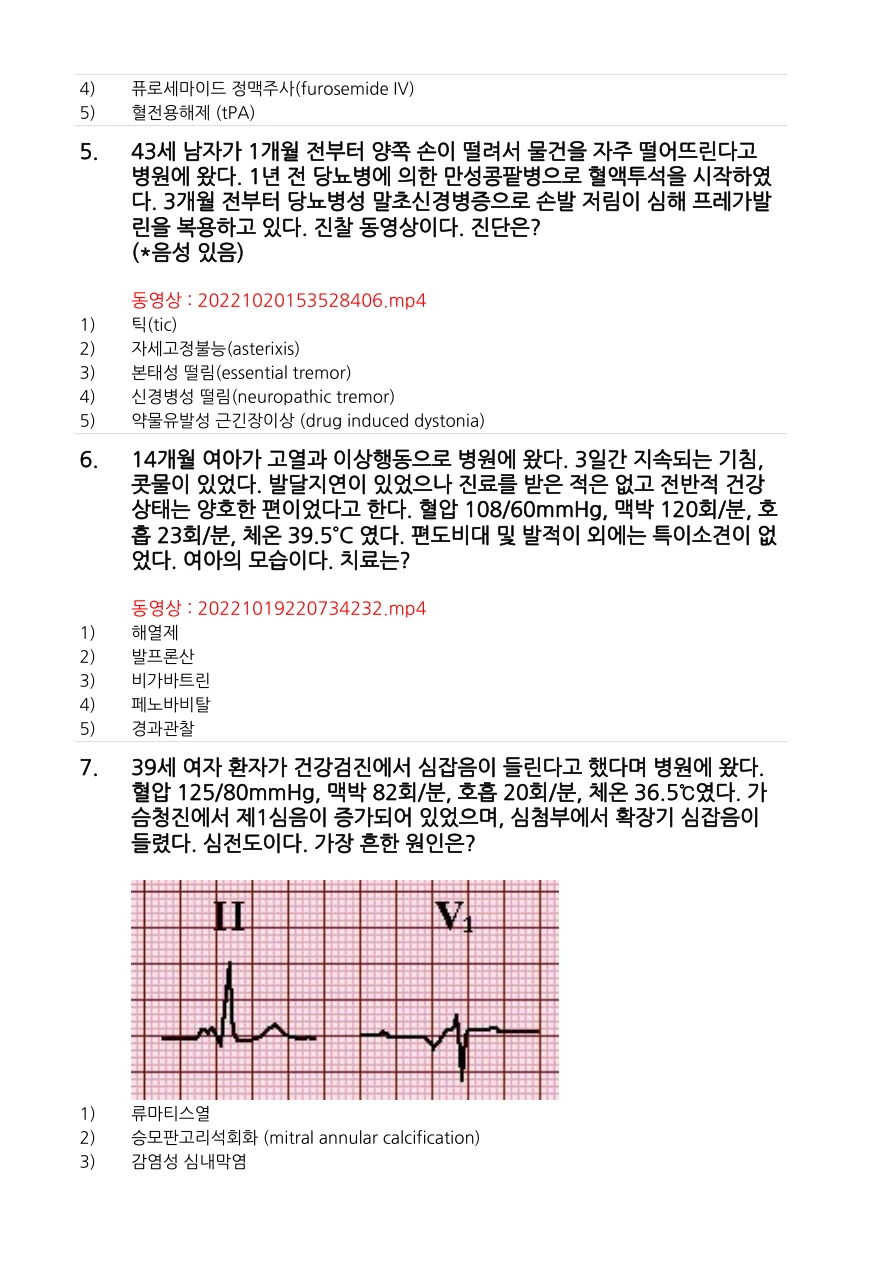 4) 퓨로세마이드 정맥주사(furosemide IV)
5) 혈전용해제 (tPA)
5. 43세 남자가 1개월 전부터 양쪽 손이 떨려서 물건을 자주 떨어뜨린다고
병원에 왔다. 1년 전 당뇨병에 의한 만성콩팥병으로 혈액투석을 시작하였
다. 3개월 전부터 당뇨병성 말초신경병증으로 손발 저림이 심해 프레가발
린을 복용하고 있다. 진찰 동영상이다. 진단은?
(*음성 있음)
동영상 : 20221020153528406.mp4
1) 틱(tic)
2) 자세고정불능(asterixis)
3) 본태성 떨림(essential tremor)
4) 신경병성 떨림(neuropathic tremor)
5) 약물유발성 근긴장이상 (drug induced dystonia)
6. 14개월 여아가 고열과 이상행동으로 병원에 왔다. 3일간 지속되는 기침,
콧물이 있었다. 발달지연이 있었으나 진료를 받은 적은 없고 전반적 건강
상태는 양호한 편이었다고 한다. 혈압 108/60mmHg, 맥박 120회/분, 호
흡 23회/분, 체온 39.5°C 였다. 편도비대 및 발적이 외에는 특이소견이 없
었다. 여아의 모습이다. 치료는?
동영상 : 20221019220734232.mp4
1) 해열제
2) 발프론산
3) 비가바트린
4) 페노바비탈
5) 경과관찰
7. 39세 여자 환자가 건강검진에서 심잡음이 들린다고 했다며 병원에 왔다.
혈압 125/80mmHg, 맥박 82회/분, 호흡 20회/분, 체온 36.5℃였다. 가
슴청진에서 제1심음이 증가되어 있었으며, 심첨부에서 확장기 심잡음이
들렸다. 심전도이다. 가장 흔한 원인은?
II V1
1) 류마티스열
2) 승모판고리석회화 (mitral annular calcification)
3) 감염성 심내막염